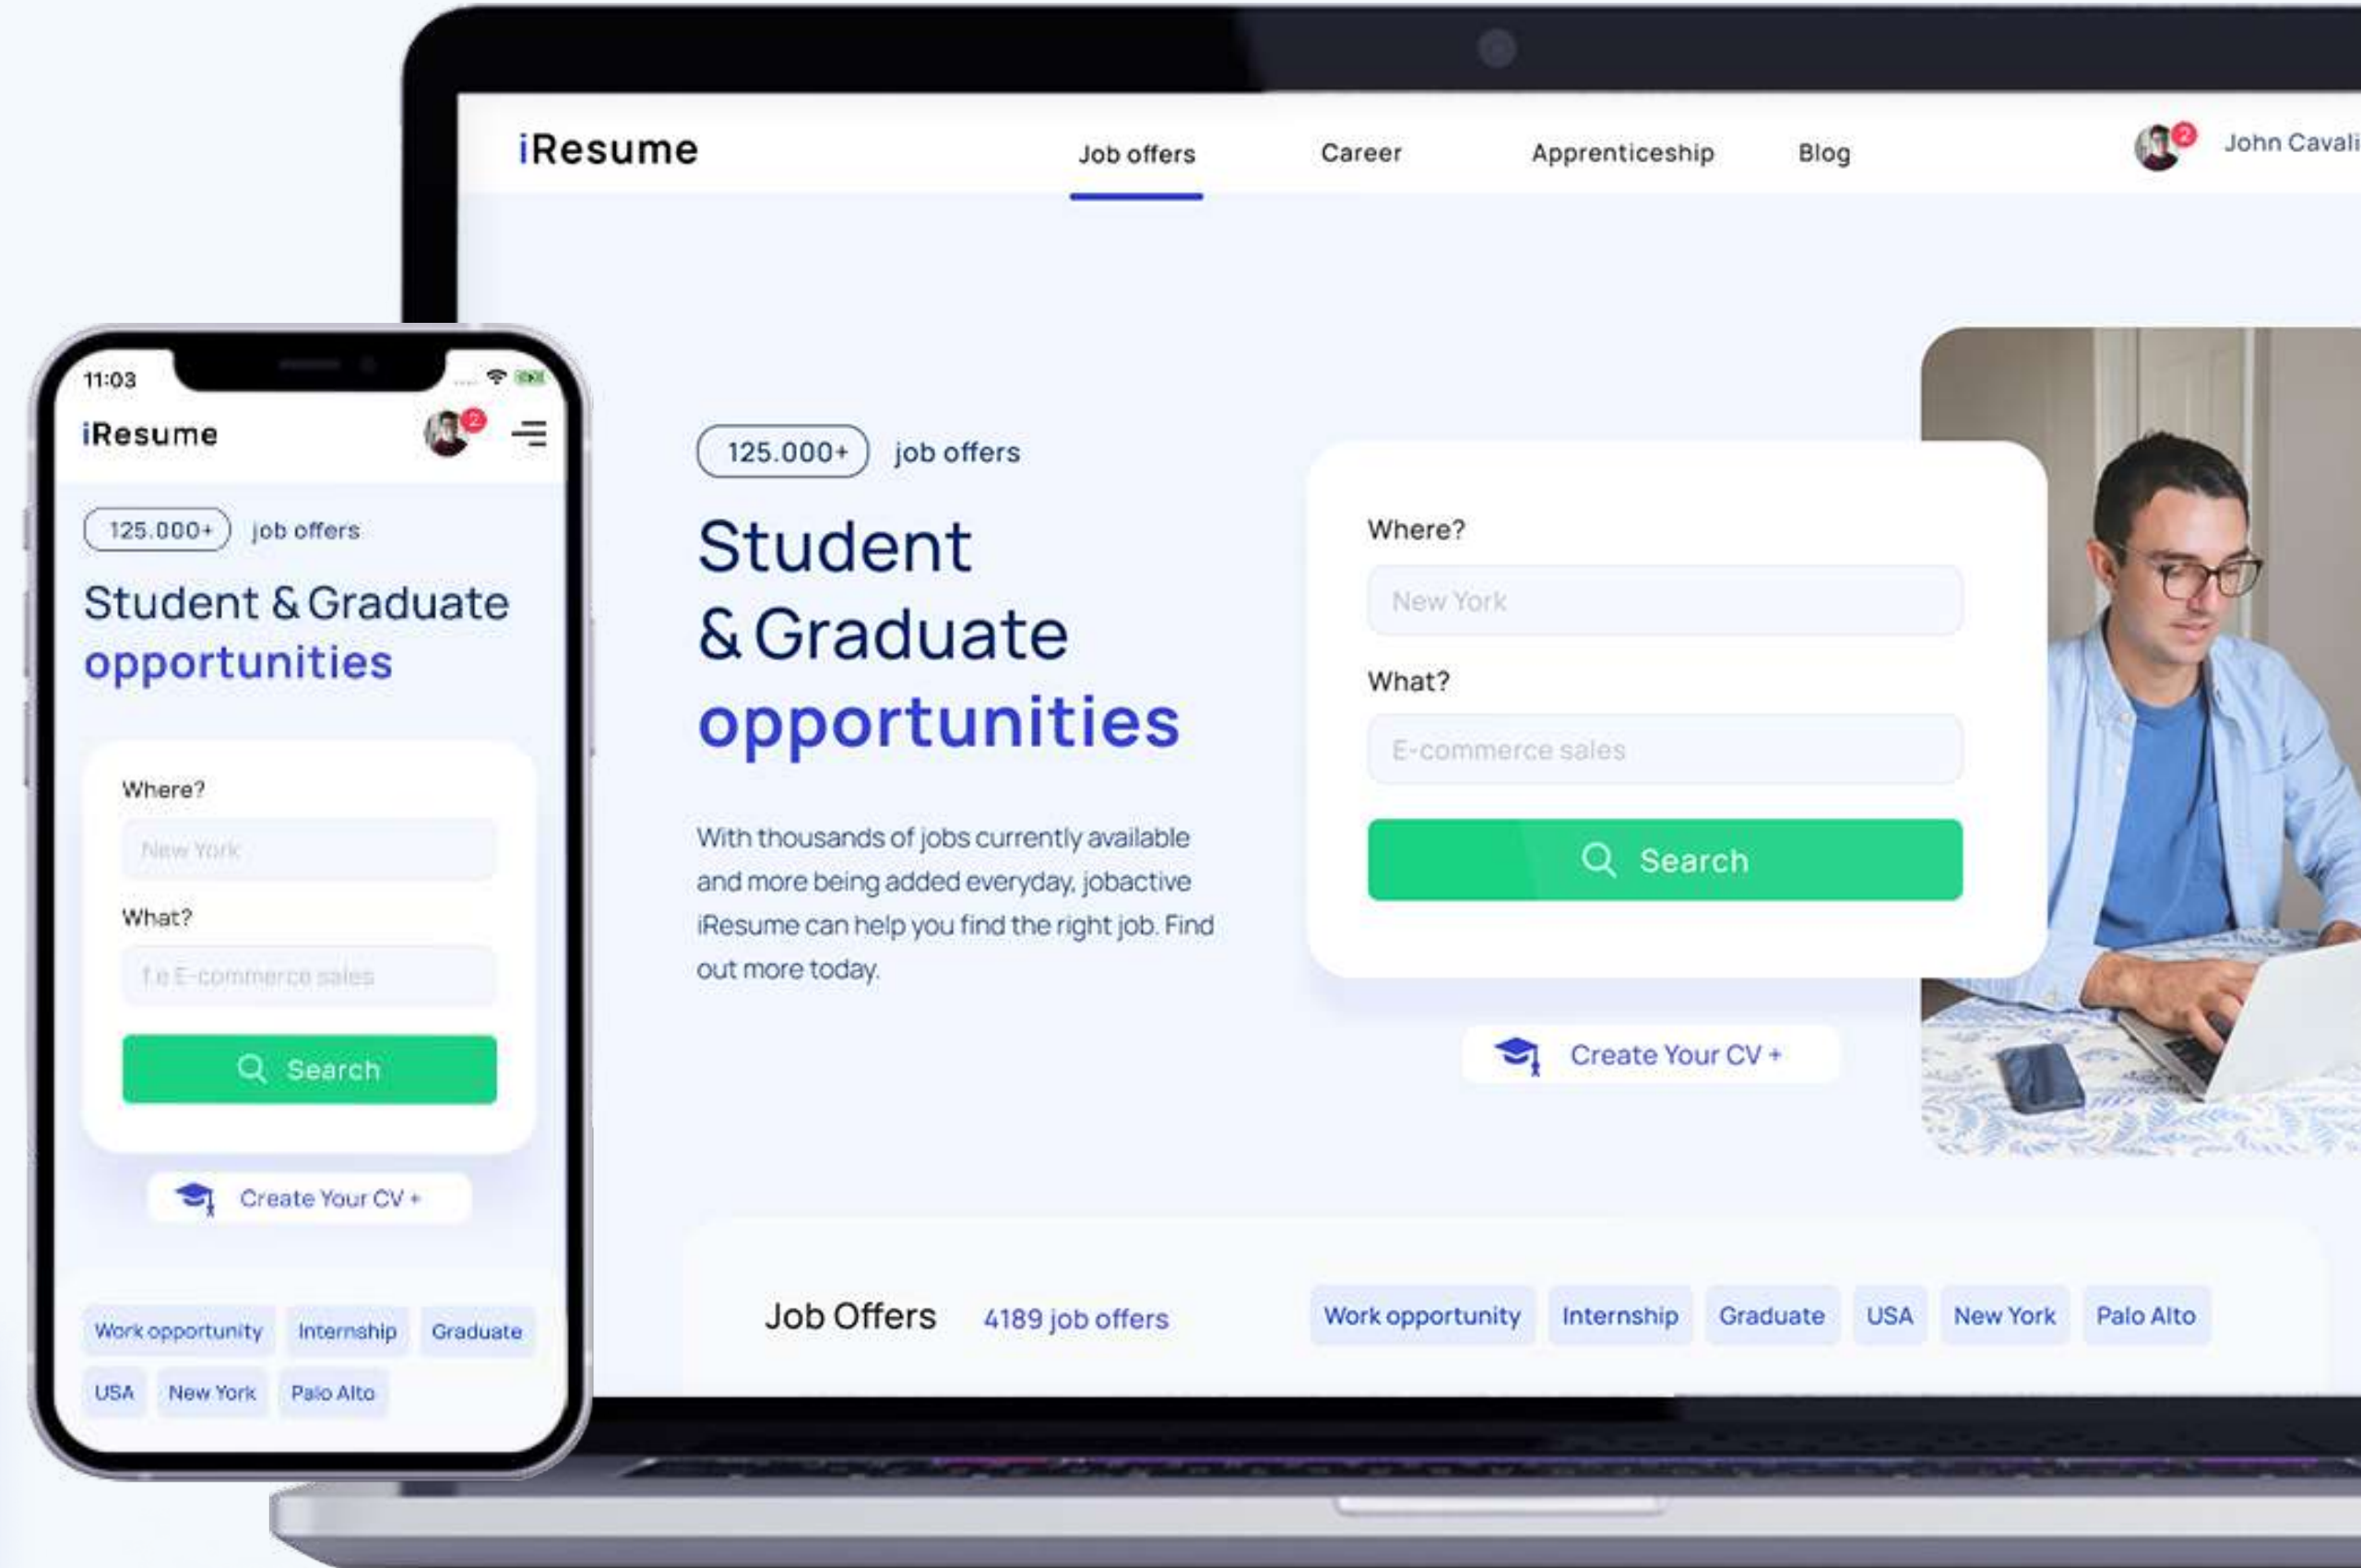 iResume
Job offers
Career
Apprenticeship
Blog
2
John Cavali
125.000+ job offers
Student
& Graduate
opportunities
With thousands of jobs currently available
and more being added everyday, jobactive
iResume can help you find the right job. Find
out more today.
Where?
New York
What?
E-commerce sales
Search
Create Your CV +
Job Offers 4189 job offers
Work opportunity
Internship
Graduate
USA
New York
Palo Alto
11:03
iResume
2
125.000+ job offers
Student & Graduate
opportunities
Where?
New York
What?
f.e E-commerce sales
Search
Create Your CV +
Work opportunity
Internship
Graduate
USA
New York
Palo Alto